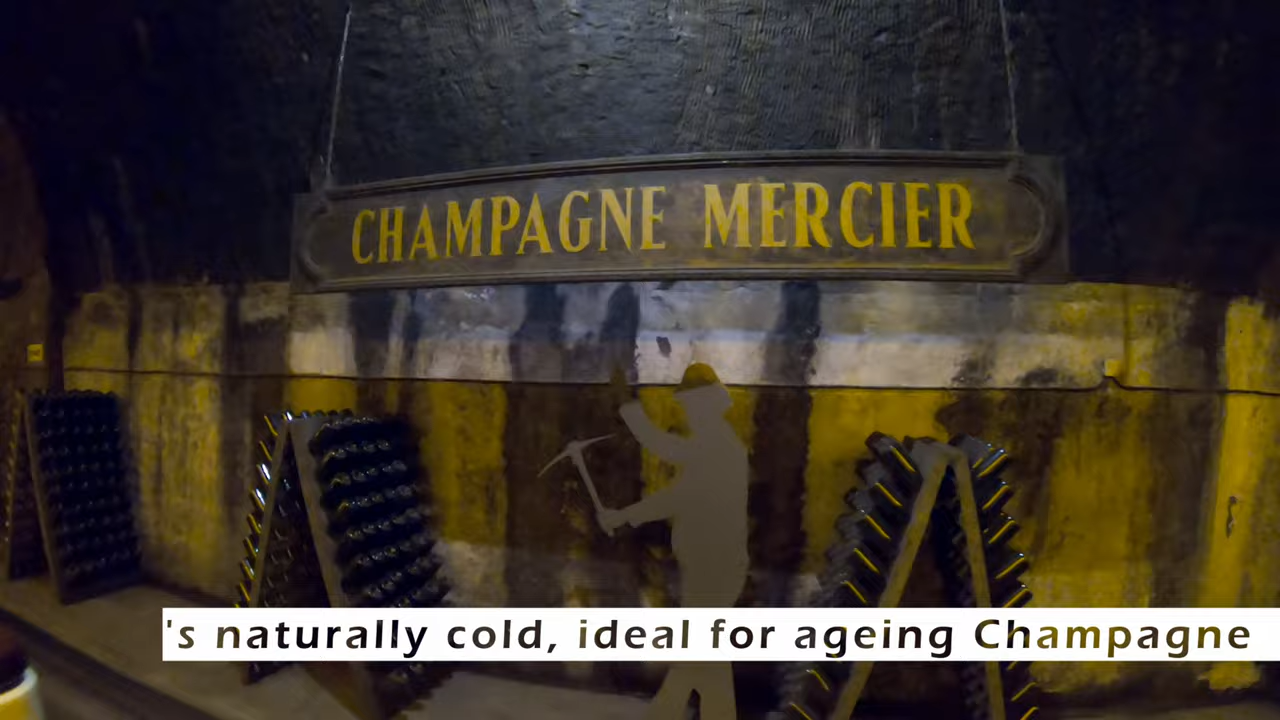 CHAMPAGNE MERCIER
's naturally cold, ideal for ageing Champagne